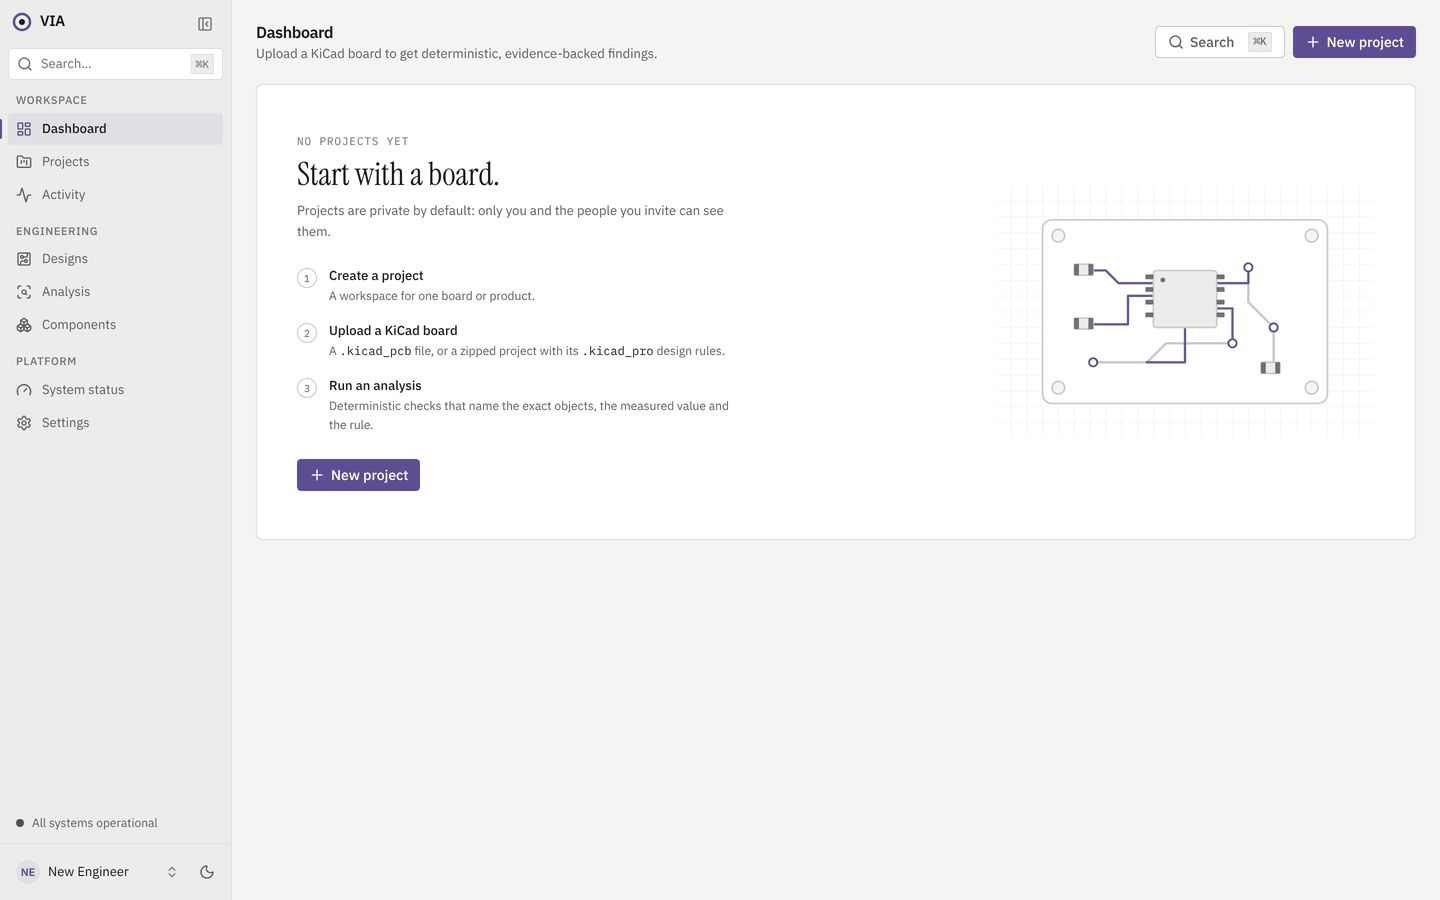 VIA
Search...
⌘K
WORKSPACE
Dashboard
Projects
Activity
ENGINEERING
Designs
Analysis
Components
PLATFORM
System status
Settings
All systems operational
NE
New Engineer
Dashboard
Upload a KiCad board to get deterministic, evidence-backed findings.
Search ⌘K
New project
NO PROJECTS YET
Start with a board.
Projects are private by default: only you and the people you invite can see
them.
1 Create a project
A workspace for one board or product.
2 Upload a KiCad board
A .kicad_pcb file, or a zipped project with its .kicad_pro design rules.
3 Run an analysis
Deterministic checks that name the exact objects, the measured value and
the rule.
New project